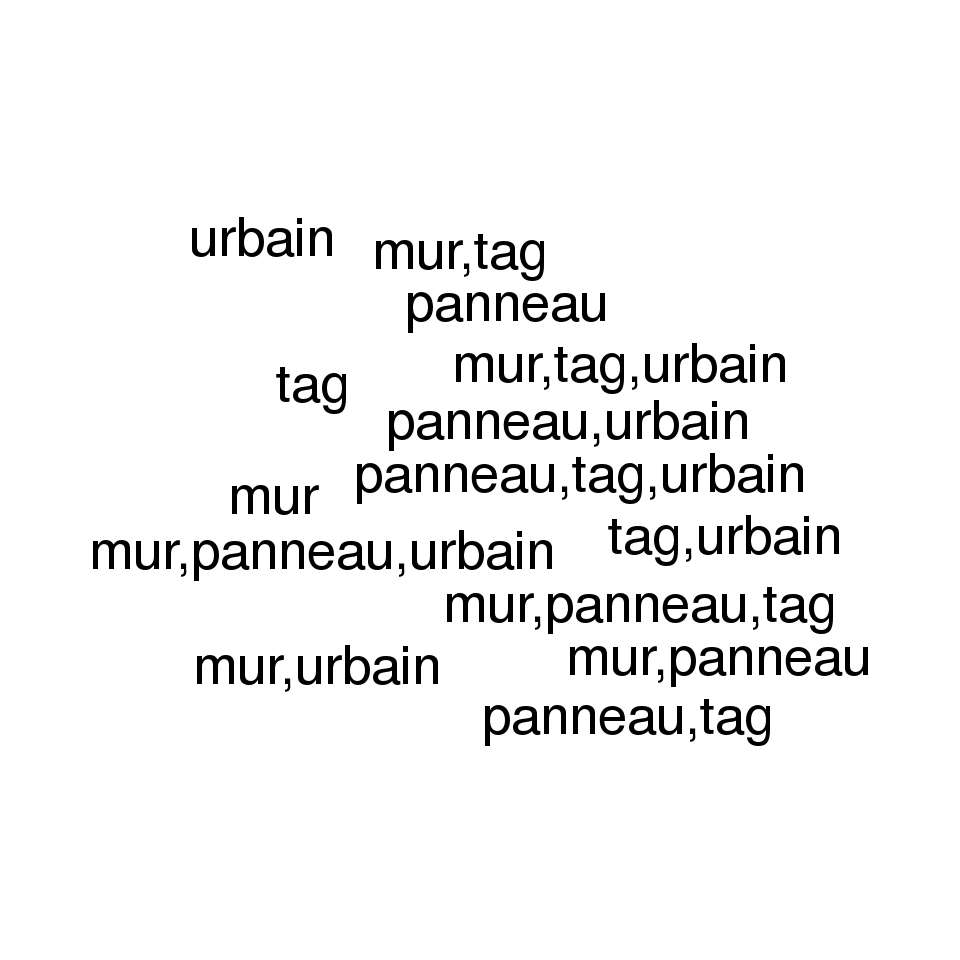 urbain
mur,tag
panneau
mur,tag,urbain
tag
panneau,urbain
panneau,tag,urbain
mur
mur,panneau,urbain
tag,urbain
mur,panneau,tag
mur,urbain
mur,panneau
panneau,tag